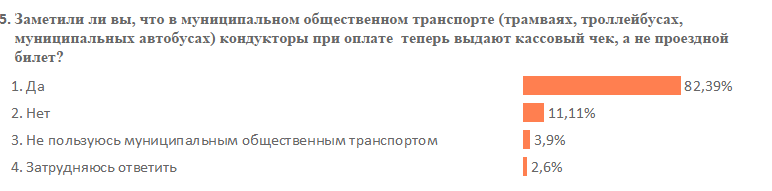 5. Заметили ли вы, что в муниципальном общественном транспорте (трамваях, троллейбусах,
муниципальных автобусах) кондукторы при оплате теперь выдают кассовый чек, а не проездной
билет?
1. Да 82,39%
2. Нет 11,11%
3. Не пользуюсь муниципальным общественным транспортом 3,9%
4. Затрудняюсь ответить 2,6%